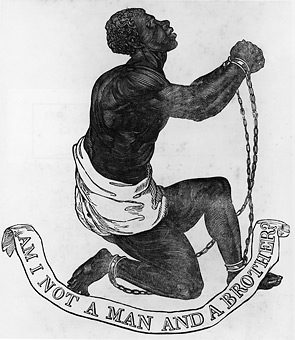 AM I NOT A MAN AND A BROTHER?